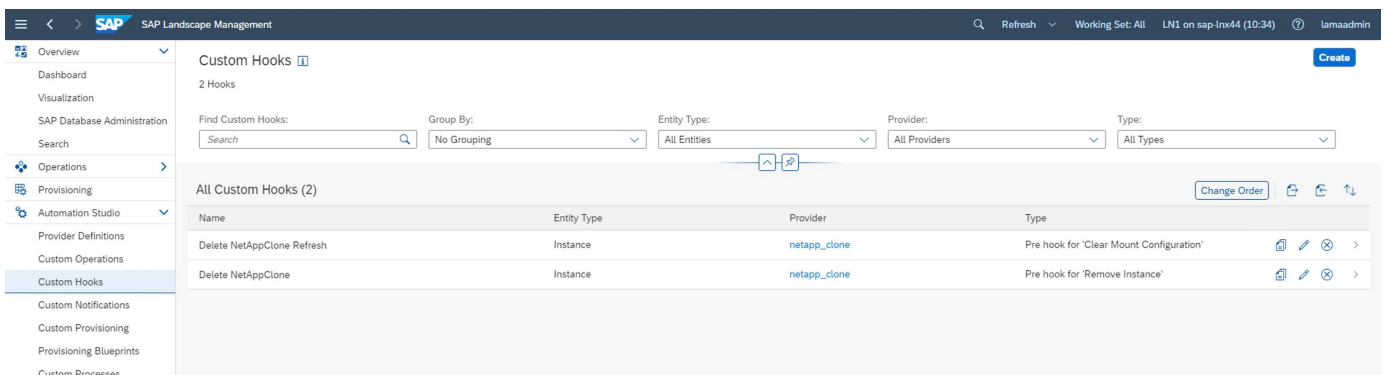 SAP SAP Landscape Management Refresh Working Set: All LN1 on sap-lnx44 (10:34) lamaadmin
Overview
Dashboard
Visualization
SAP Database Administration
Search
Operations
Provisioning
Automation Studio
Provider Definitions
Custom Operations
Custom Hooks
Custom Notifications
Custom Provisioning
Provisioning Blueprints
Custom Processes
Custom Hooks
Create
2 Hooks
Find Custom Hooks: Group By: Entity Type: Provider: Type:
Search No Grouping All Entities All Providers All Types
All Custom Hooks (2) Change Order
Name Entity Type Provider Type
Delete NetAppClone Refresh Instance netapp_clone Pre hook for 'Clear Mount Configuration'
Delete NetAppClone Instance netapp_clone Pre hook for 'Remove Instance'